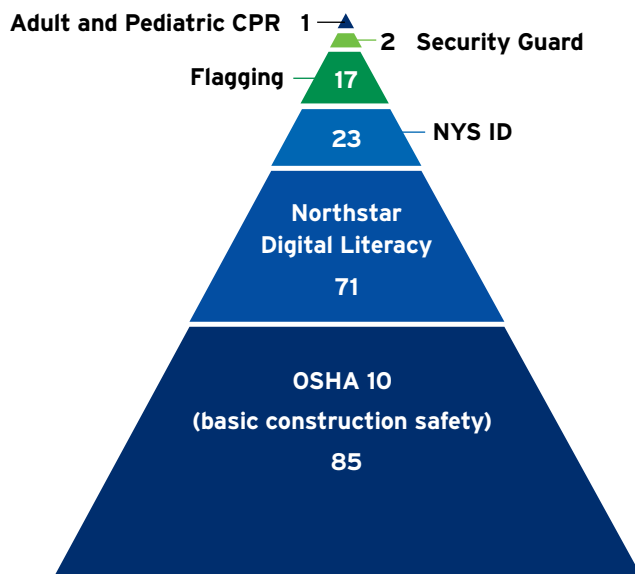 Adult and Pediatric CPR 1
2 Security Guard
Flagging 17
23 NYS ID
Northstar
Digital Literacy
71
OSHA 10
(basic construction safety)
85